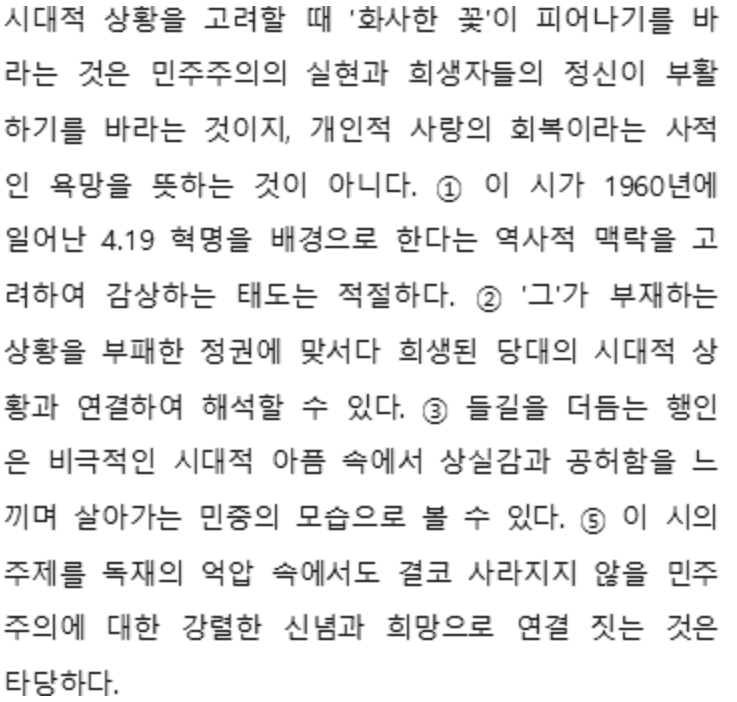 시대적 상황을 고려할 때 '화사한 꽃'이 피어나기를 바
라는 것은 민주주의의 실현과 희생자들의 정신이 부활
하기를 바라는 것이지, 개인적 사랑의 회복이라는 사적
인 욕망을 뜻하는 것이 아니다. ① 이 시가 1960년에
일어난 4.19 혁명을 배경으로 한다는 역사적 맥락을 고
려하여 감상하는 태도는 적절하다. ② '그'가 부재하는
상황을 부패한 정권에 맞서다 희생된 당대의 시대적 상
황과 연결하여 해석할 수 있다. ③ 들길을 더듬는 행인
은 비극적인 시대적 아픔 속에서 상실감과 공허함을 느
끼며 살아가는 민중의 모습으로 볼 수 있다. ⑤ 이 시의
주제를 독재의 억압 속에서도 결코 사라지지 않을 민주
주의에 대한 강렬한 신념과 희망으로 연결 짓는 것은
타당하다.